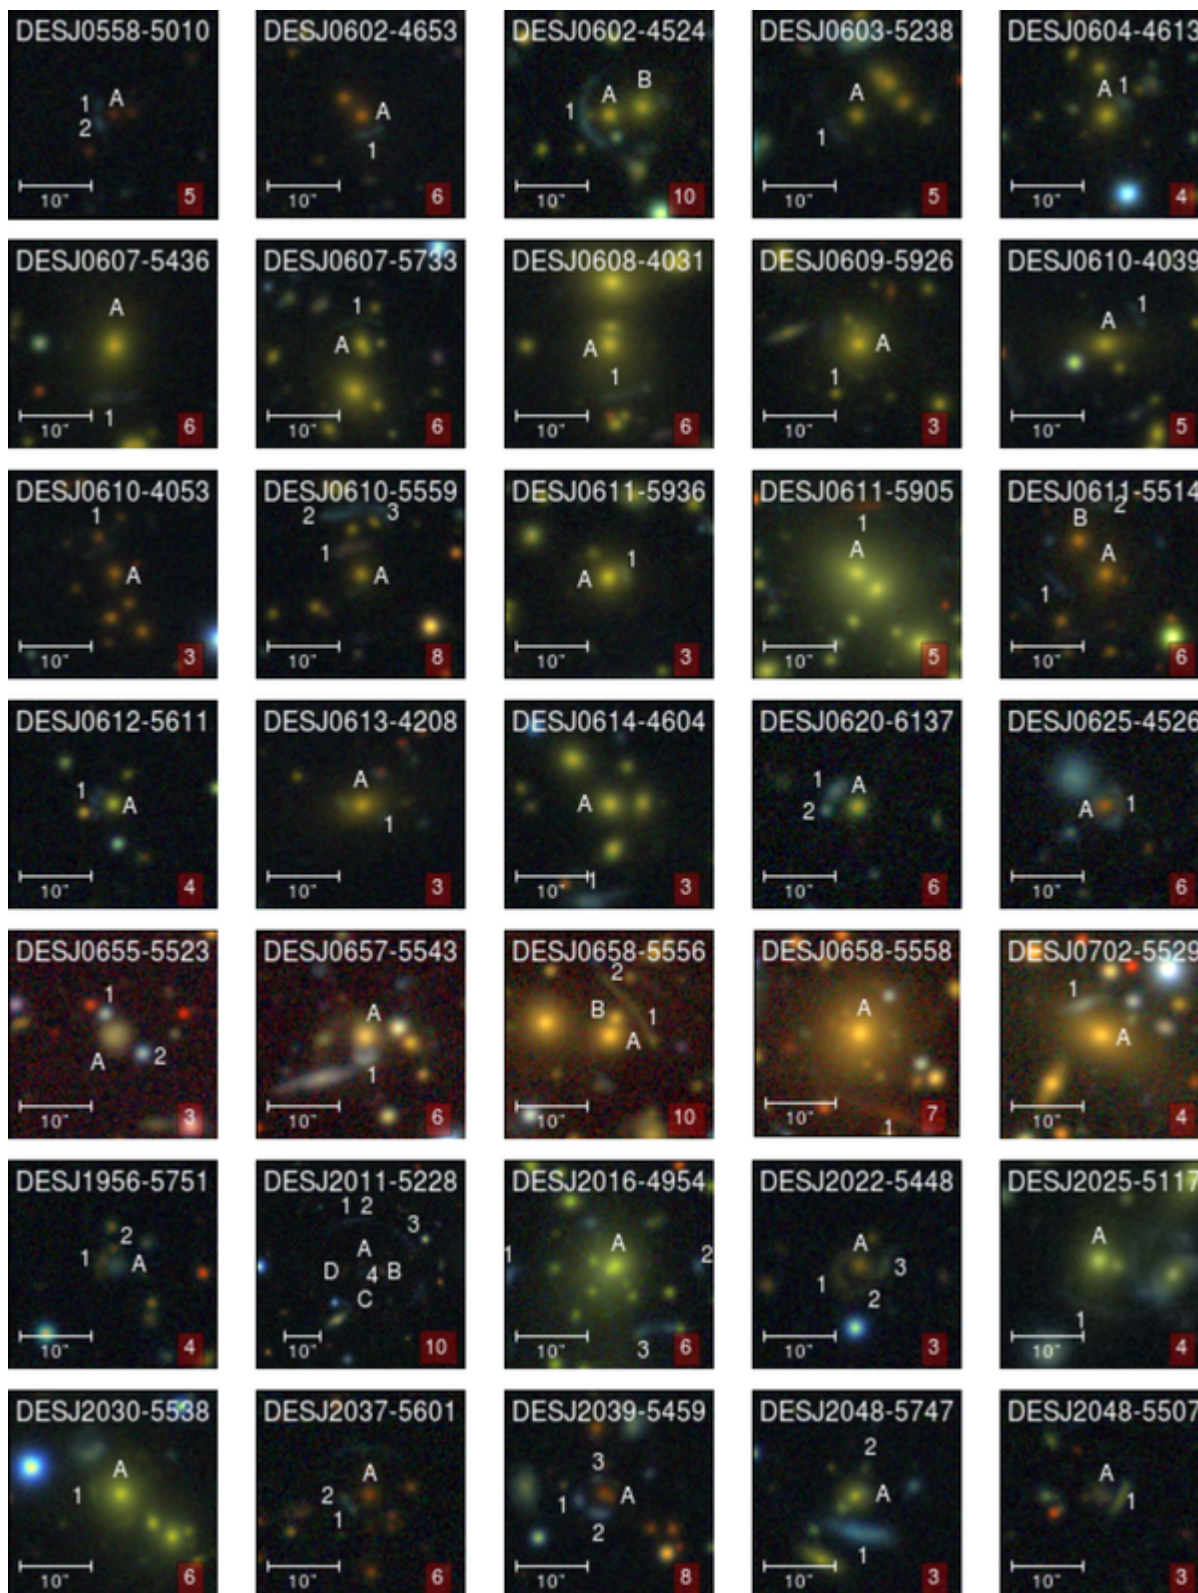 DESJ0558-5010 DESJ0602-4653 DESJ0602-4524 DESJ0603-5238 DESJ0604-4613
1 A 2 A 1 1 A B A 1 A 1
10" 5 10" 6 10" 10 10" 5 10" 4
DESJ0607-5436 DESJ0607-5733 DESJ0608-4031 DESJ0609-5926 DESJ0610-4039
A 1 1 A A 1 A 1 1 A
10" 6 10" 6 10" 6 10" 3 10" 5
DESJ0610-4053 DESJ0610-5559 DESJ0611-5936 DESJ0611-5905 DESJ0611-5514
1 A 2 3 1 A 1 A 1 A 2 B A 1
10" 3 10" 8 10" 3 10" 5 10" 6
DESJ0612-5611 DESJ0613-4208 DESJ0614-4604 DESJ0620-6137 DESJ0625-4526
1 A A 1 A 1 1 A 2 A 1
10" 4 10" 3 10" 3 10" 6 10" 6
DESJ0655-5523 DESJ0657-5543 DESJ0658-5556 DESJ0658-5558 DESJ0702-5529
1 A 2 A 1 2 B 1 A A 1 1 A
10" 3 10" 6 10" 10 10" 7 10" 4
DESJ1956-5751 DESJ2011-5228 DESJ2016-4954 DESJ2022-5448 DESJ2025-5117
2 1 A 1 2 3 A D 4 B C A 1 2 3 A 1 3 2 A 1
10" 4 10" 10 10" 6 10" 3 10" 4
DESJ2030-5538 DESJ2037-5601 DESJ2039-5459 DESJ2048-5747 DESJ2048-5507
A 1 A 2 1 3 1 A 2 2 A 1 A 1
10" 6 10" 6 10" 8 10" 3 10" 3